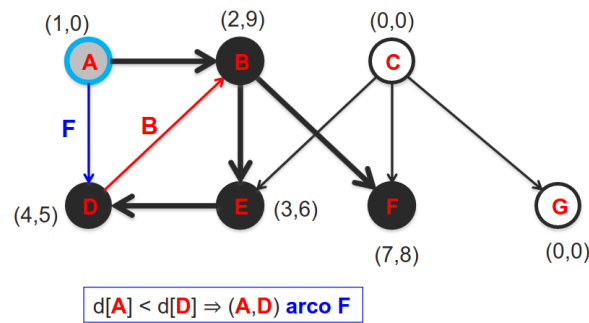 (1,0) (2,9) (0,0)
A B C
F B
D E F G
(4,5) (3,6) (7,8) (0,0)
d[A] < d[D] ⇒ (A,D) arco F